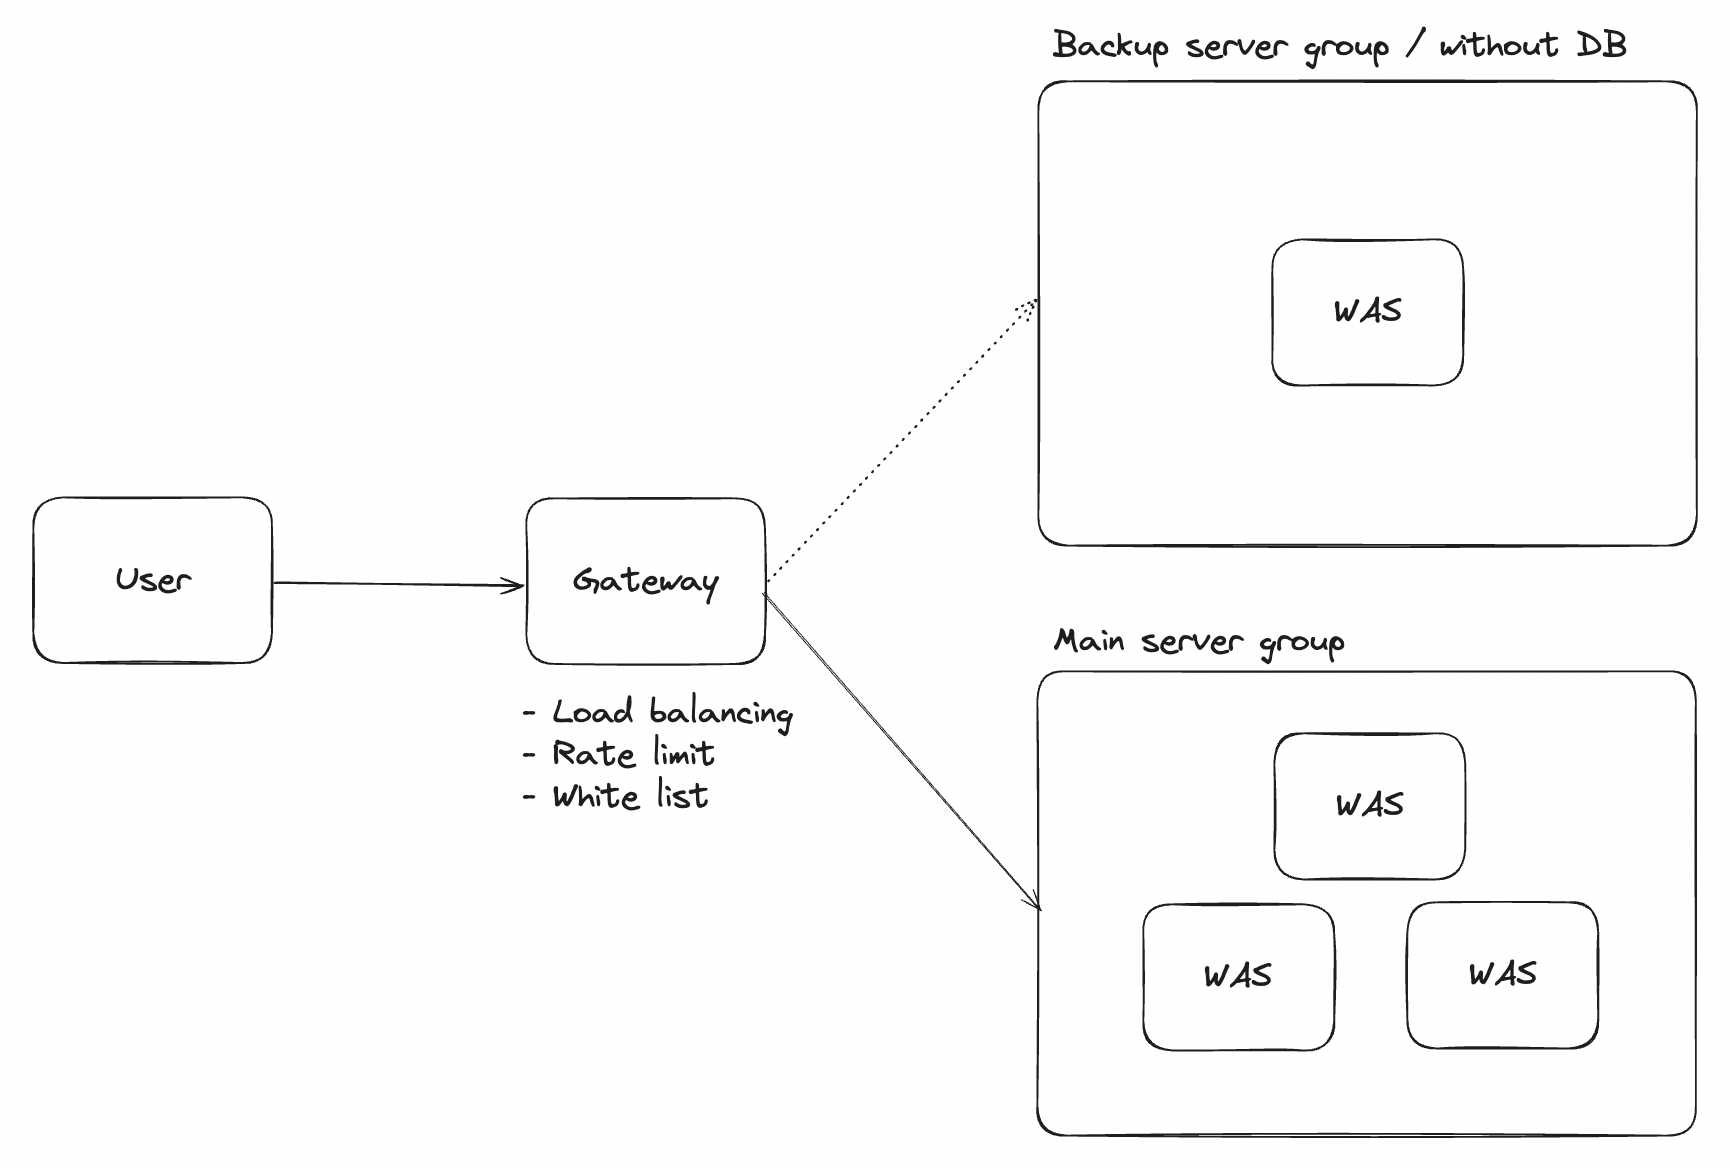 Backup server group / without DB
WAS
User
Gateway
- Load balancing
- Rate limit
- White list
Main server group
WAS
WAS
WAS